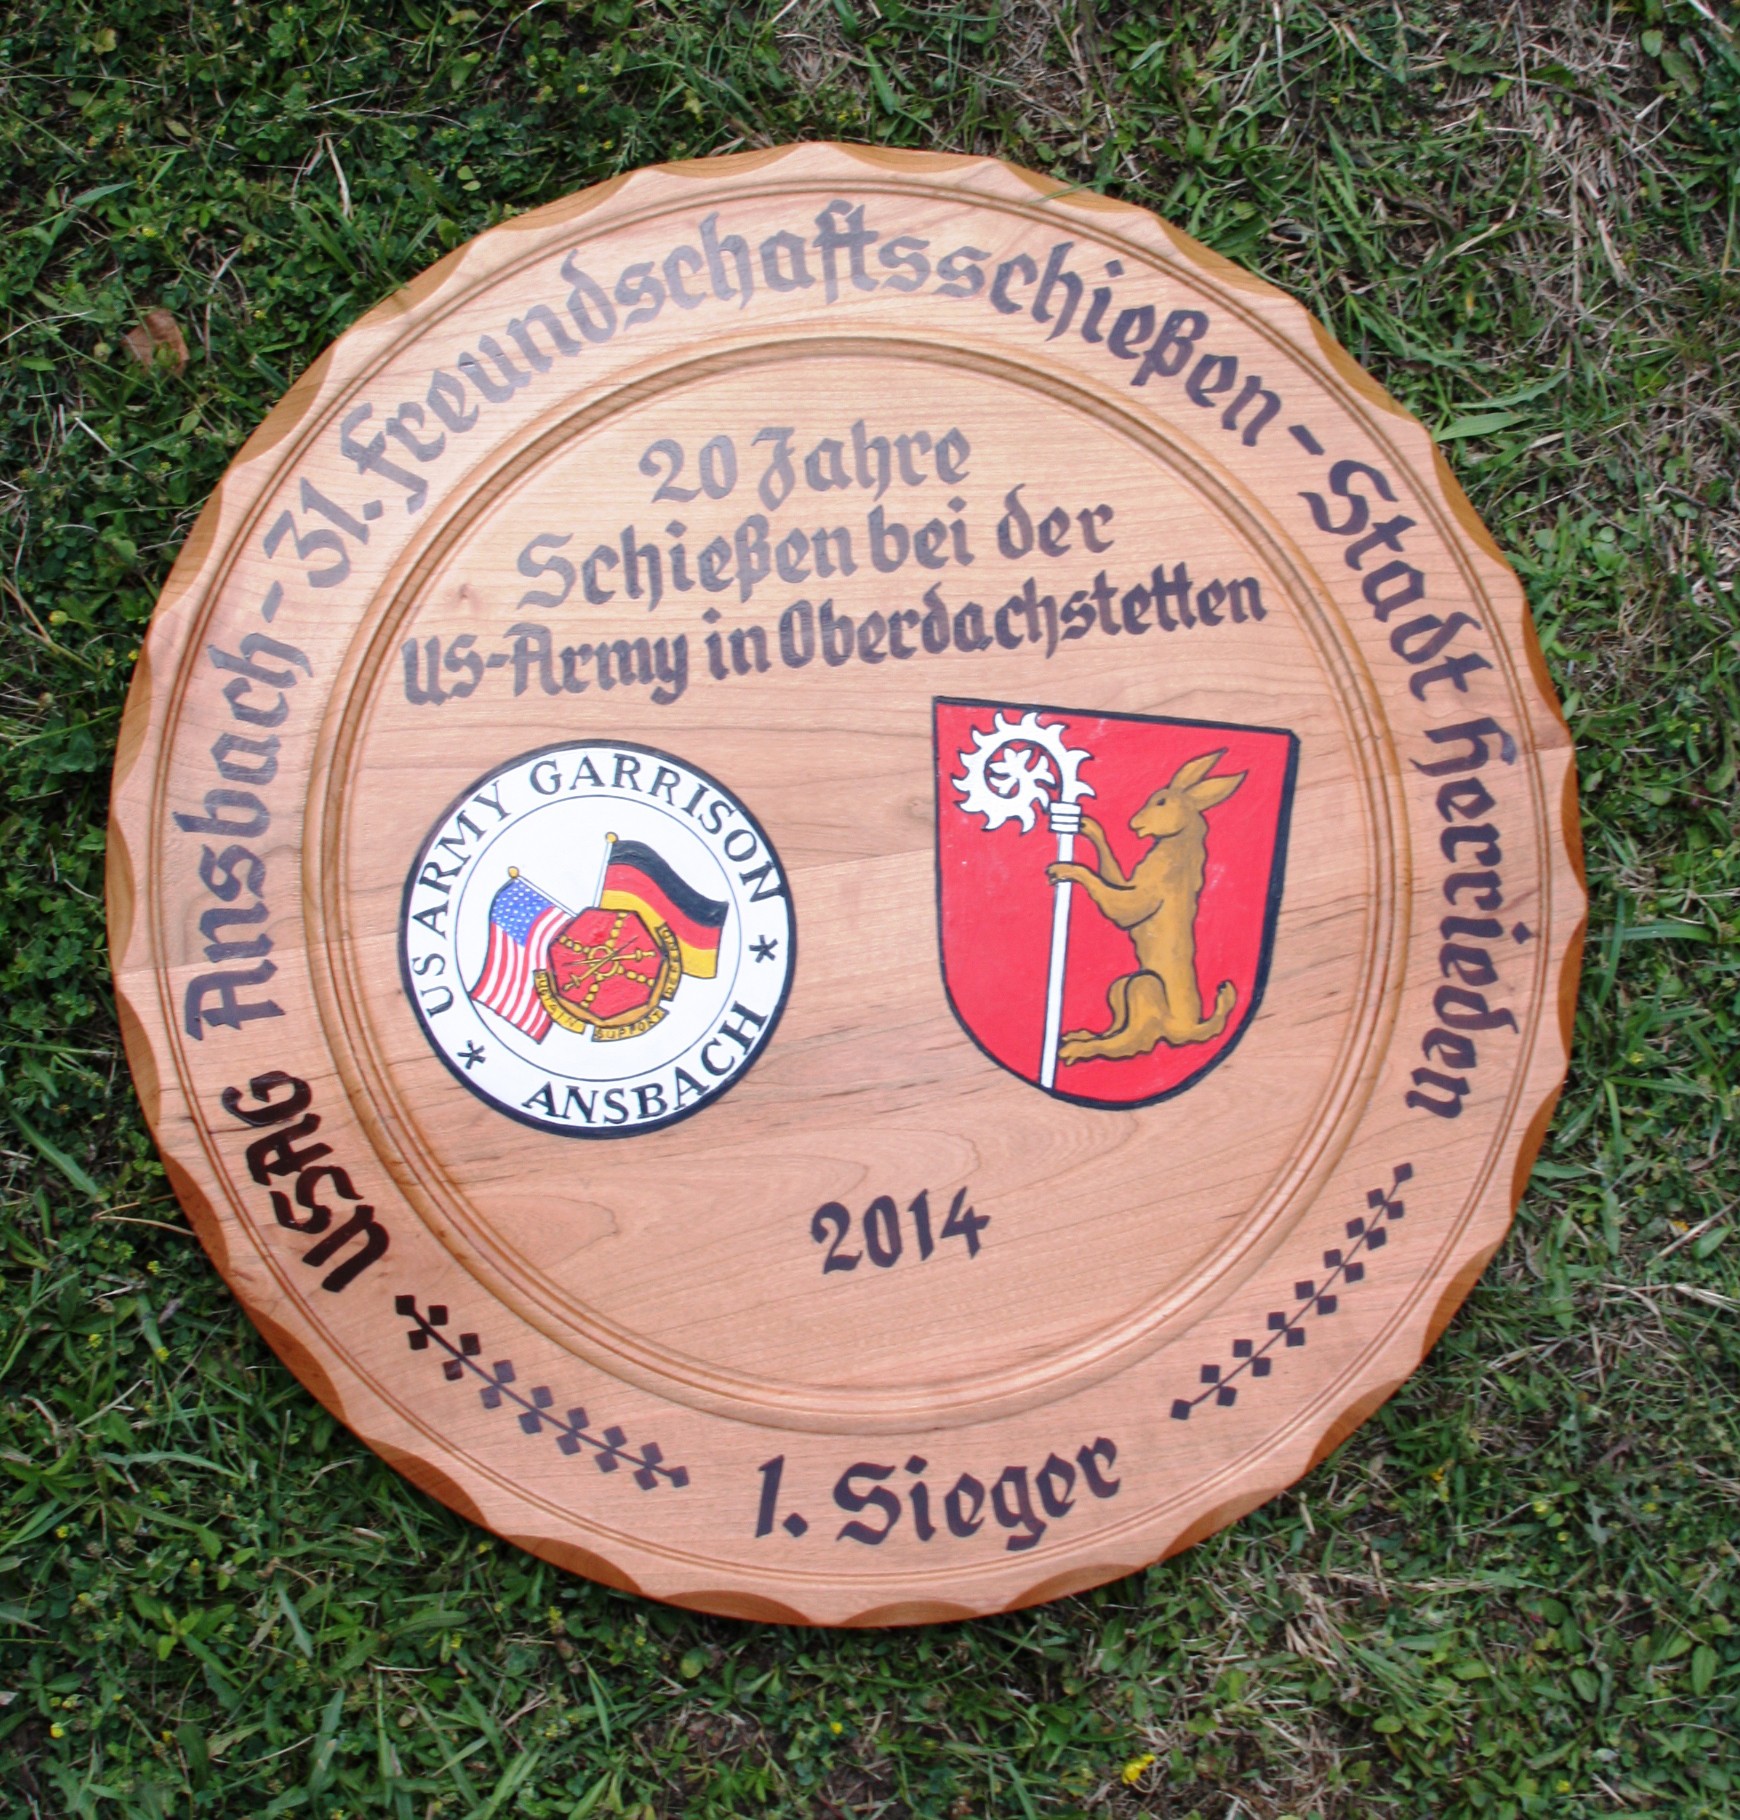 USAG Ansbach - 31. Freundschaftsschießen - Stadt Herrieden
20 Jahre
Schießen bei der
US-Army in Oberdachstetten
US ARMY GARRISON
* ANSBACH *
SUPPORT
2014
1. Sieger